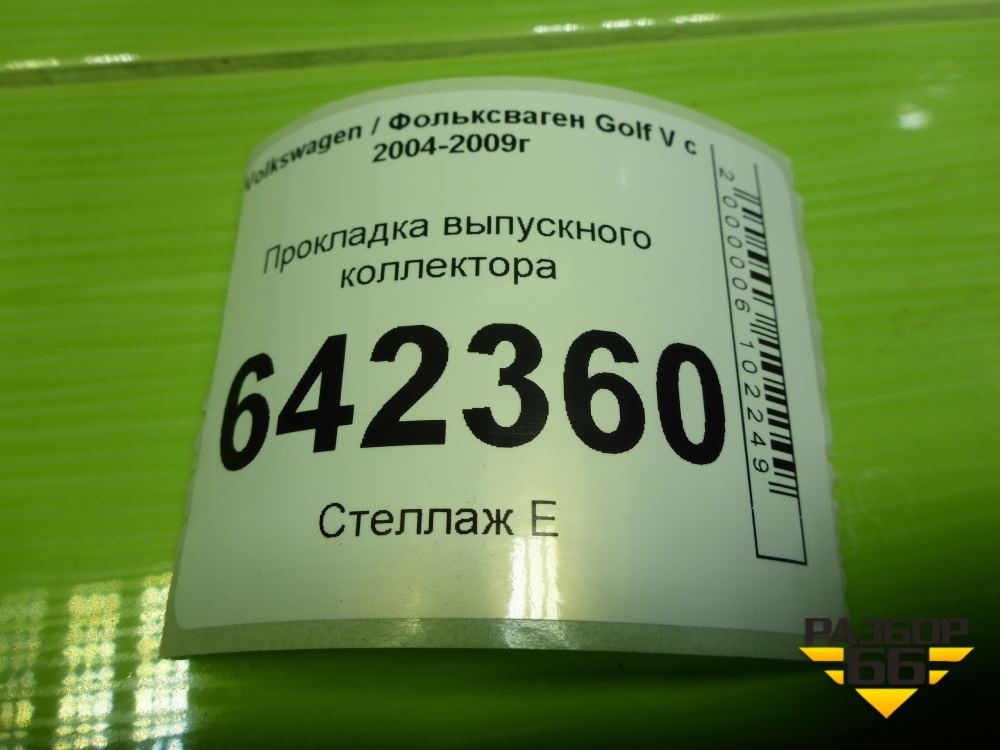 Volkswagen / Фольксваген Golf V с
2004-2009г
Прокладка выпускного
коллектора
642360
Стеллаж Е
2000006102249
РАЗБОР
66